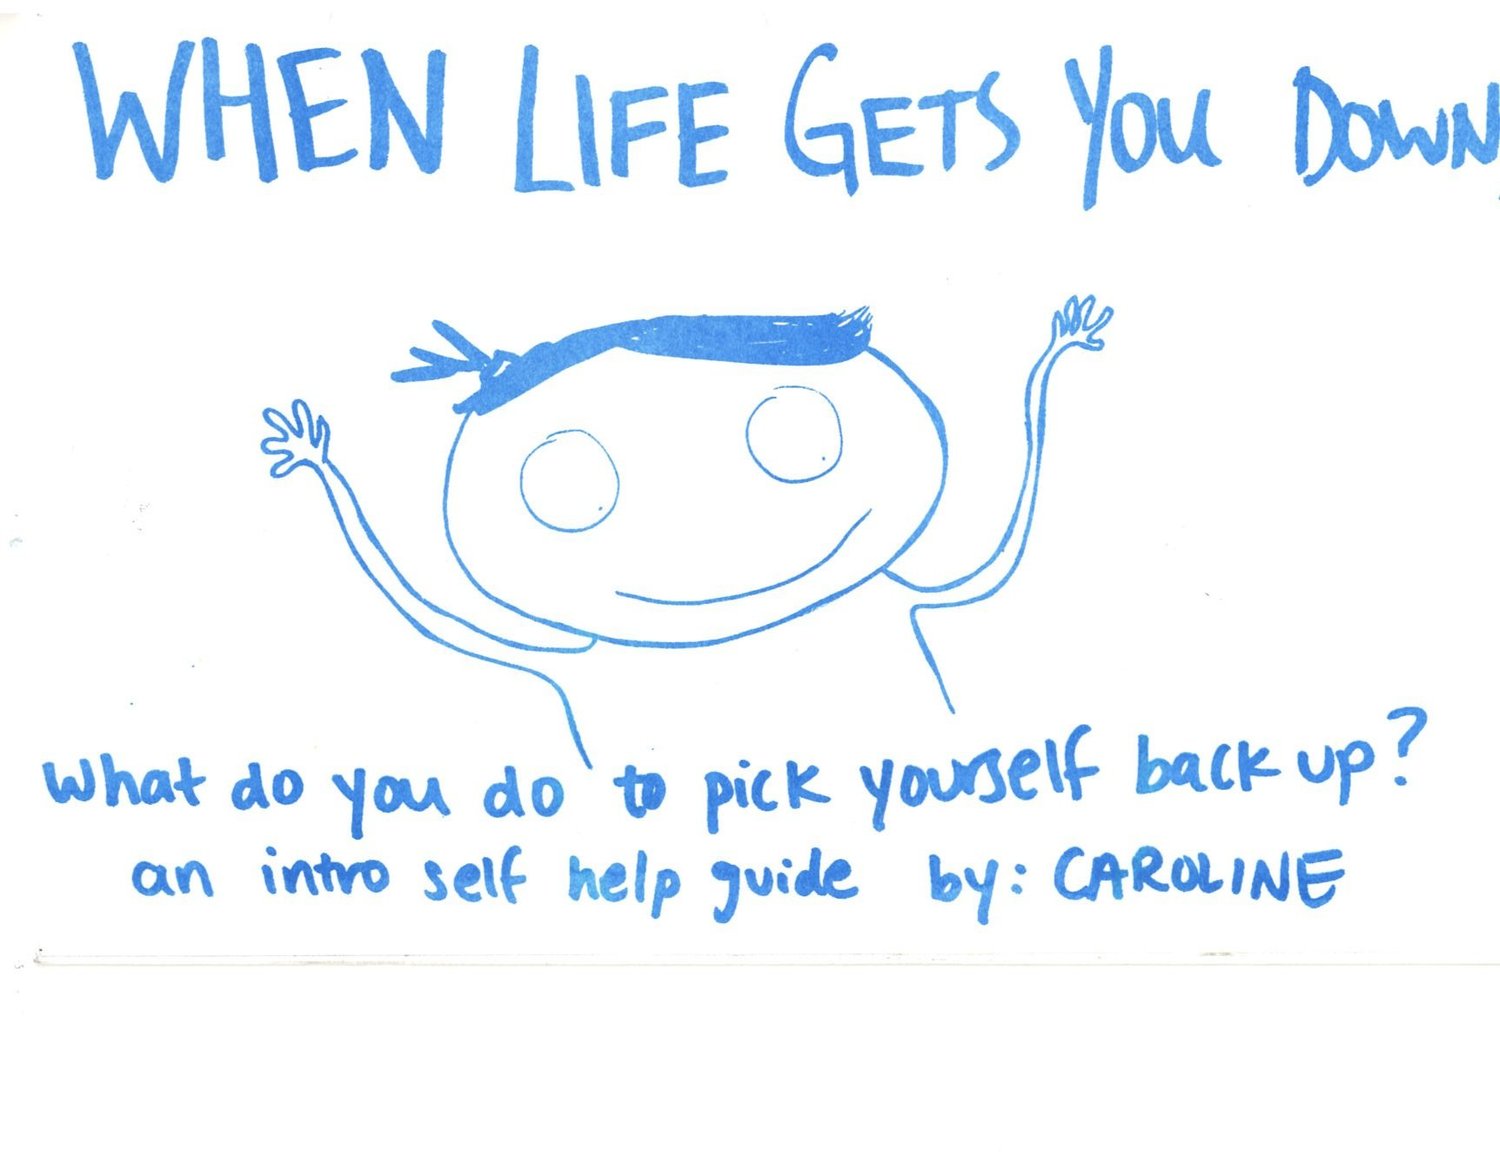 WHEN LIFE GETS YOU DOWN,
What do you do to pick yourself back up?
an intro self help guide by: CAROLINE